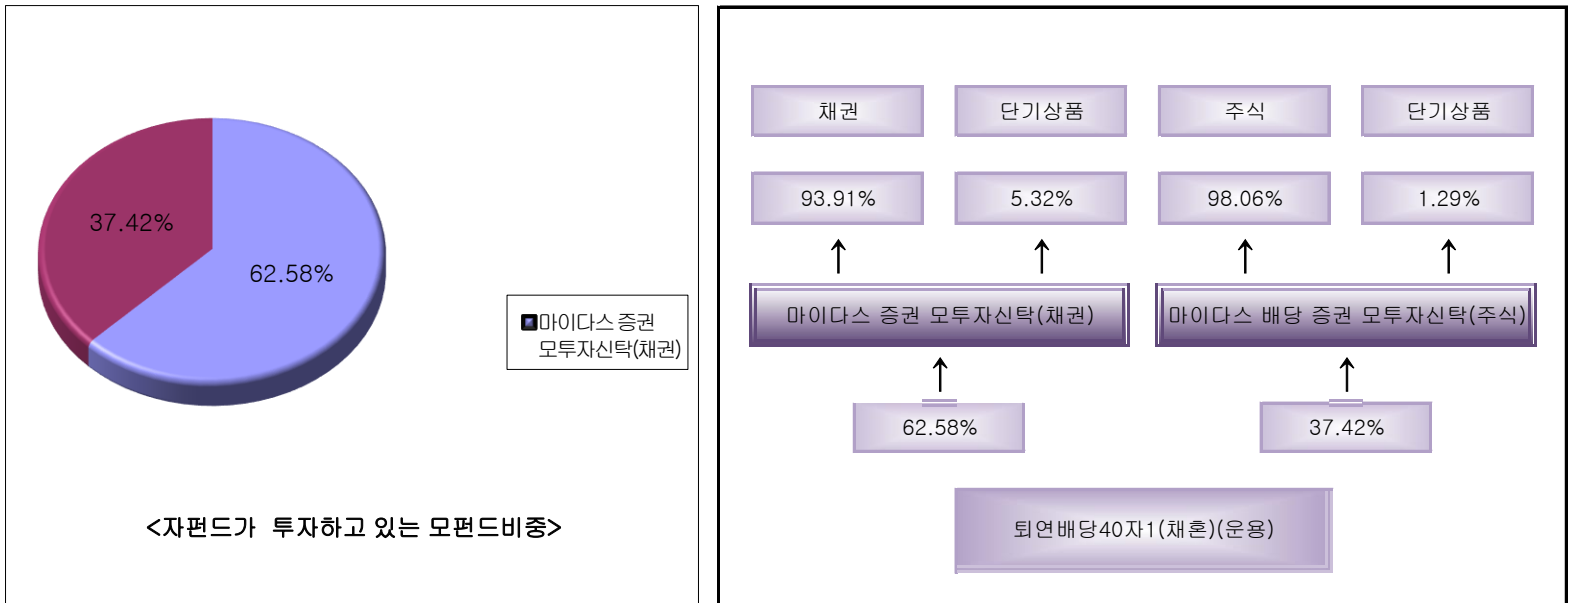 37.42%
62.58%
마이다스 증권
모투자신탁(채권)
<자펀드가 투자하고 있는 모펀드비중>
채권 단기상품 주식 단기상품
93.91% 5.32% 98.06% 1.29%
마이다스 증권 모투자신탁(채권) 마이다스 배당 증권 모투자신탁(주식)
62.58% 37.42%
퇴연배당40자1(채혼)(운용)